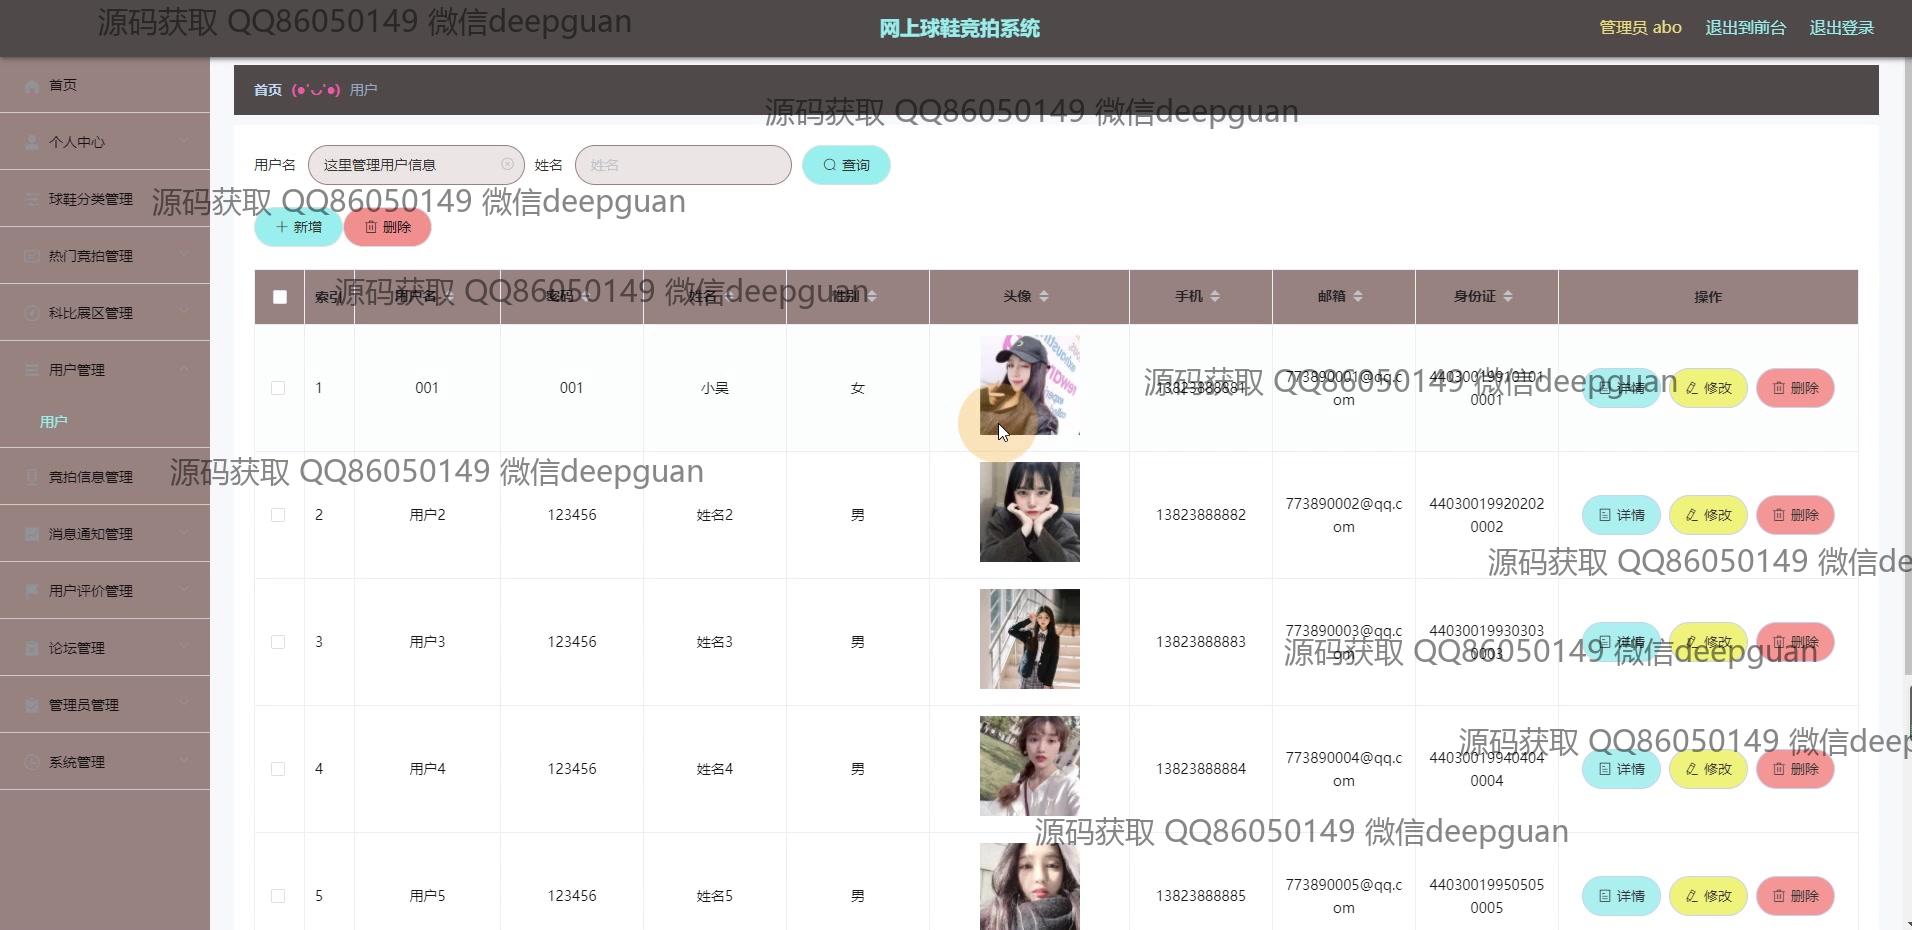 源码获取 QQ86050149 微信deepguan
网上球鞋竞拍系统
管理员 abo 退出到前台 退出登录
首页
首页 (●'◡'●) 用户
源码获取 QQ86050149 微信deepguan
个人中心
用户名 这里管理用户信息 姓名 姓名 查询
球鞋分类管理
源码获取 QQ86050149 微信deepguan
新增 删除
热门竞拍管理
源码获取 QQ86050149 微信deepguan
索引 用户名 密码 姓名 性别 头像 手机 邮箱 身份证 操作
科比展区管理
用户管理
源码获取 QQ86050149 微信deepguan
1 001 001 小吴 女 13823888881 773890001@qq.com 440300199101010001 详情 修改 删除
用户
源码获取 QQ86050149 微信deepguan
竞拍信息管理
2 用户2 123456 姓名2 男 13823888882 773890002@qq.com 440300199202020002 详情 修改 删除
消息通知管理
源码获取 QQ86050149 微信de
用户评价管理
3 用户3 123456 姓名3 男 13823888883 773890003@qq.com 440300199303030003 详情 修改 删除
源码获取 QQ86050149 微信deepguan
论坛管理
管理员管理
源码获取 QQ86050149 微信deep
系统管理
4 用户4 123456 姓名4 男 13823888884 773890004@qq.com 440300199404040004 详情 修改 删除
源码获取 QQ86050149 微信deepguan
5 用户5 123456 姓名5 男 13823888885 773890005@qq.com 440300199505050005 详情 修改 删除